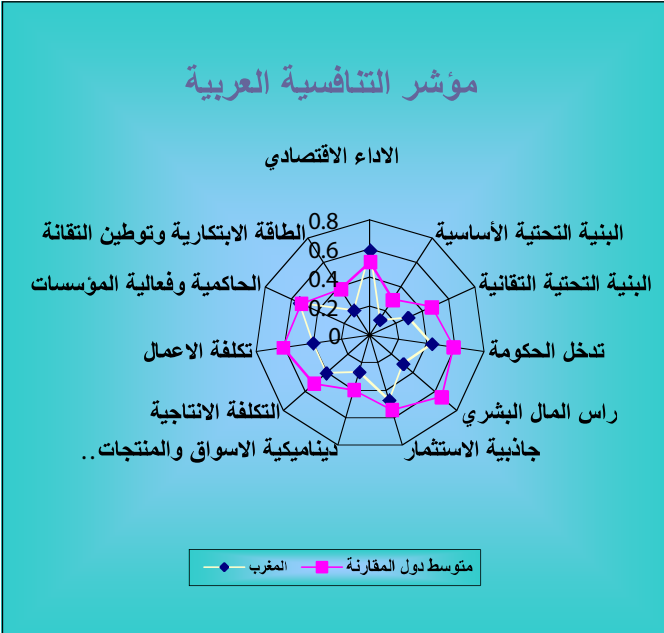 مؤشر التنافسية العربية
الاداء الاقتصادي
البنية التحتية الأساسية
البنية التحتية التقانية
تدخل الحكومة
راس المال البشري
جاذبية الاستثمار
ديناميكية الاسواق والمنتجات..
التكلفة الانتاجية
تكلفة الاعمال
الحاكمية وفعالية المؤسسات
الطاقة الابتكارية وتوطين التقانة
0.8
0.6
0.4
0.2
0
متوسط دول المقارنة
المغرب